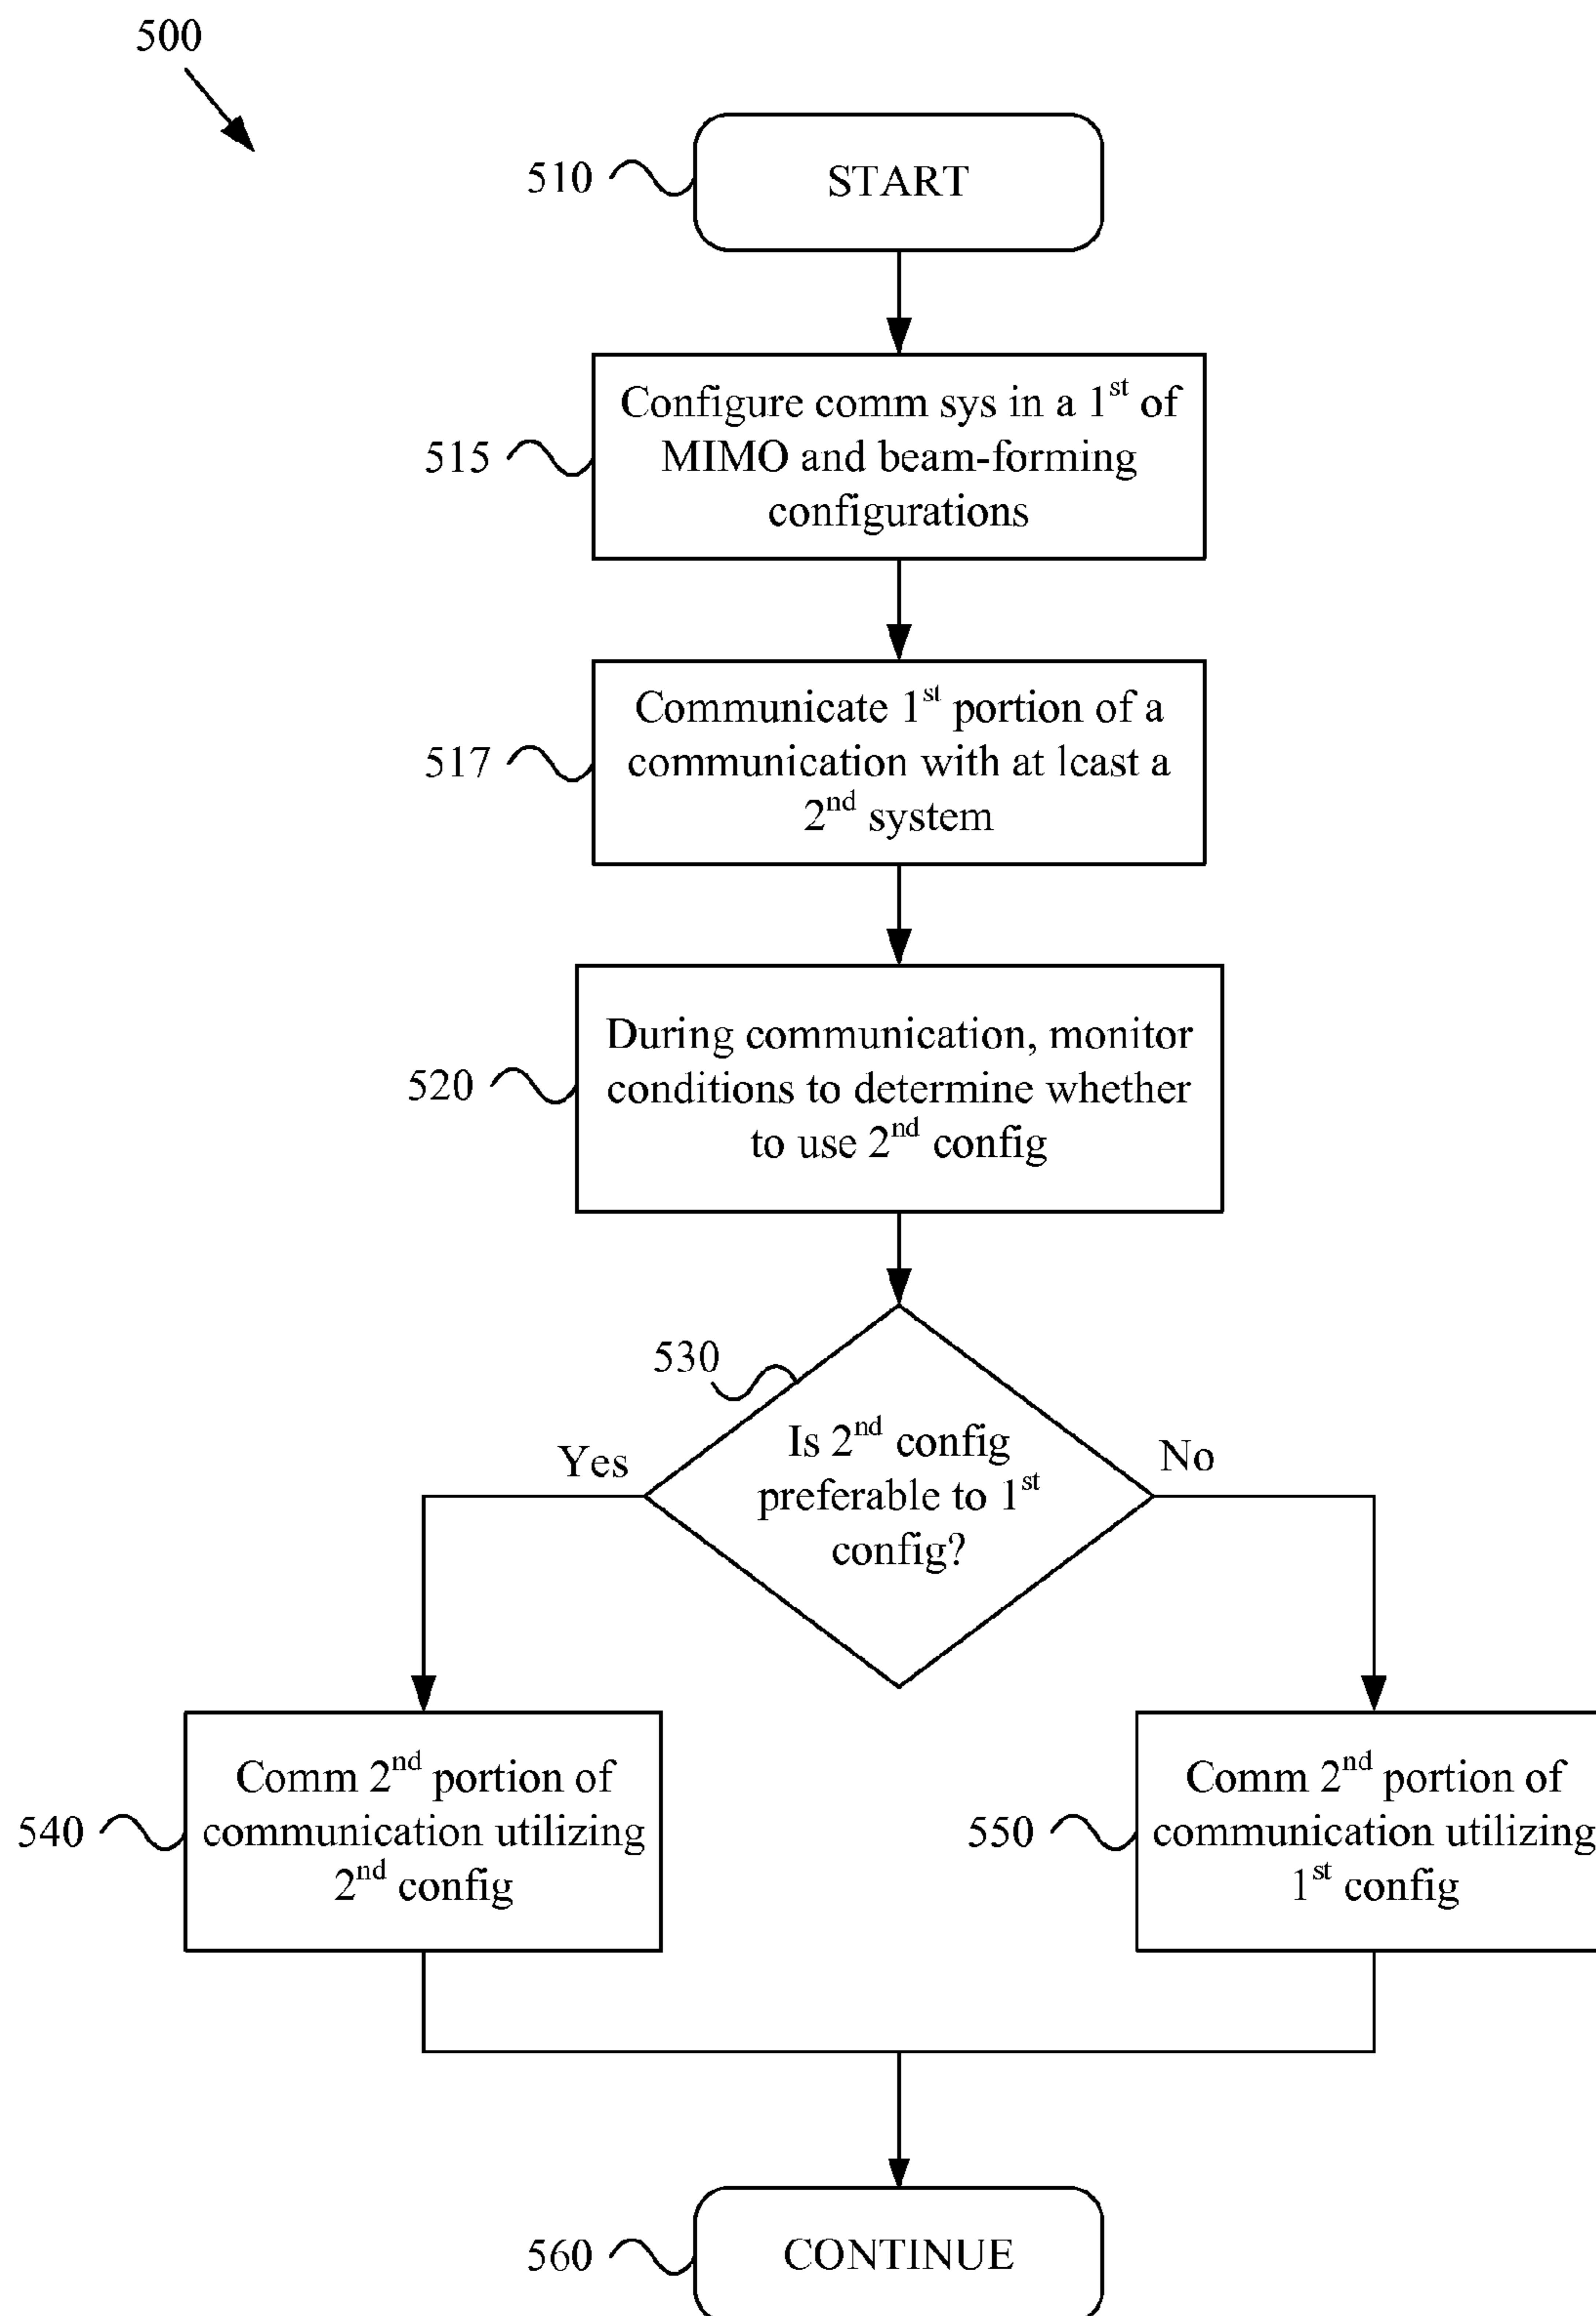 500
510
START
515
Configure comm sys in a 1st of
MIMO and beam-forming
configurations
517
Communicate 1st portion of a
communication with at least a
2nd system
520
During communication, monitor
conditions to determine whether
to use 2nd config
530
Is 2nd config
preferable to 1st
config?
Yes
No
540
Comm 2nd portion of
communication utilizing
2nd config
550
Comm 2nd portion of
communication utilizing
1st config
560
CONTINUE